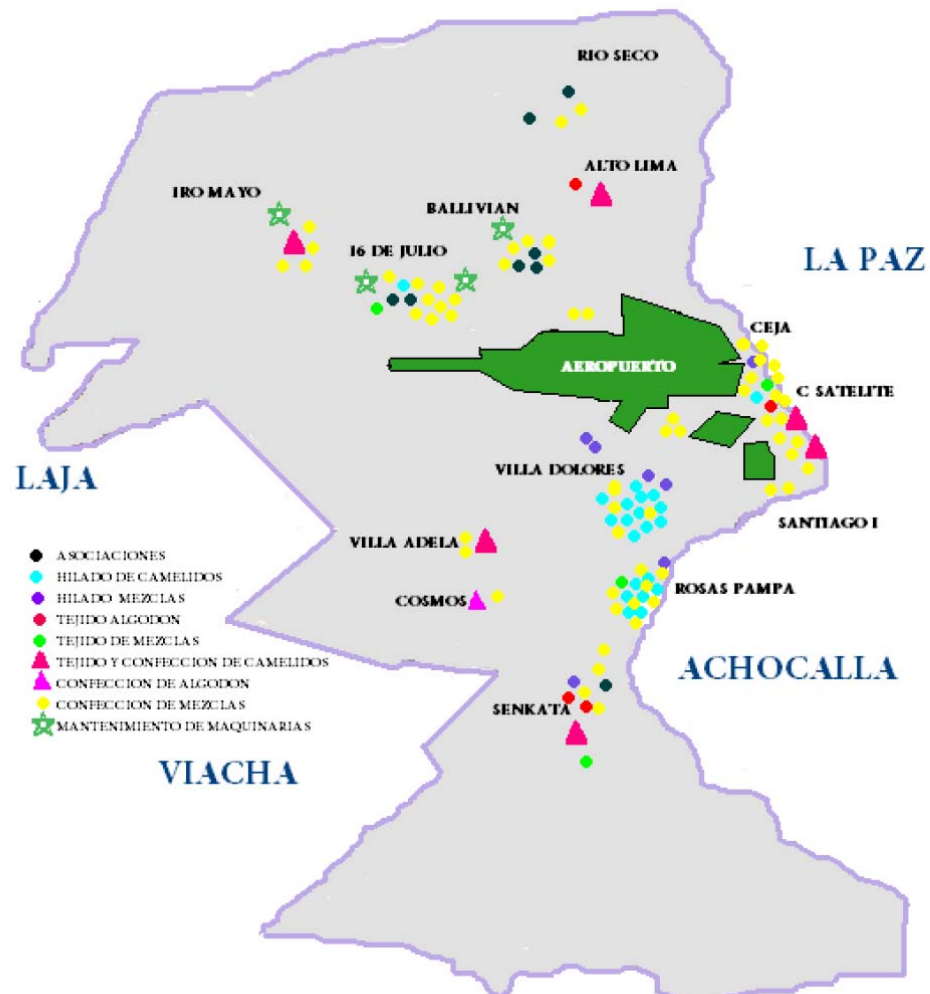 RIO SECO
ALTO LIMA
1RO MAYO
BALLIVIAN
16 DE JULIO
LA PAZ
CEJA
AEROPUERTO
C SATELITE
LAJA
VILLA DOLORES
SANTIAGO I
VILLA ADELA
COSMOS
ROSAS PAMPA
ACHOCALLA
SENKATA
VIACHA
ASOCIACIONES
HILADO DE CAMELIDOS
HILADO MEZCLAS
TEJIDO ALGODON
TEJIDO DE MEZCLAS
TEJIDO Y CONFECCION DE CAMELIDOS
CONFECCION DE ALGODON
CONFECCION DE MEZCLAS
MANTENIMIENTO DE MAQUINARIAS